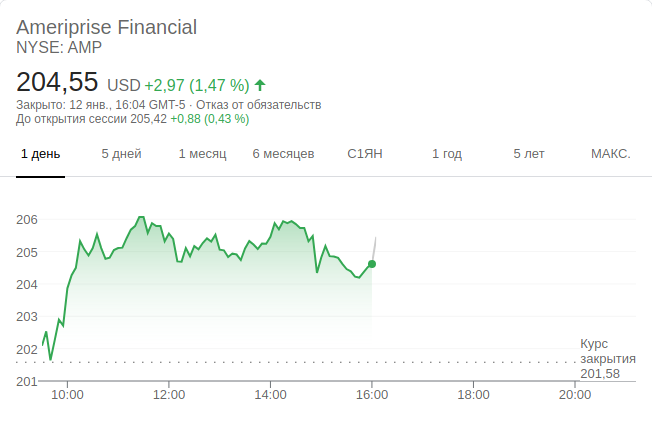 Ameriprise Financial
NYSE: AMP
204,55 USD +2,97 (1,47 %)
Закрыто: 12 янв., 16:04 GMT-5 · Отказ от обязательств
До открытия сессии 205,42 +0,88 (0,43 %)
1 день 5 дней 1 месяц 6 месяцев С1ЯН 1 год 5 лет МАКС.
206
205
204
203
202
201
Курс
закрытия
201,58
10:00 12:00 14:00 16:00 18:00 20:00